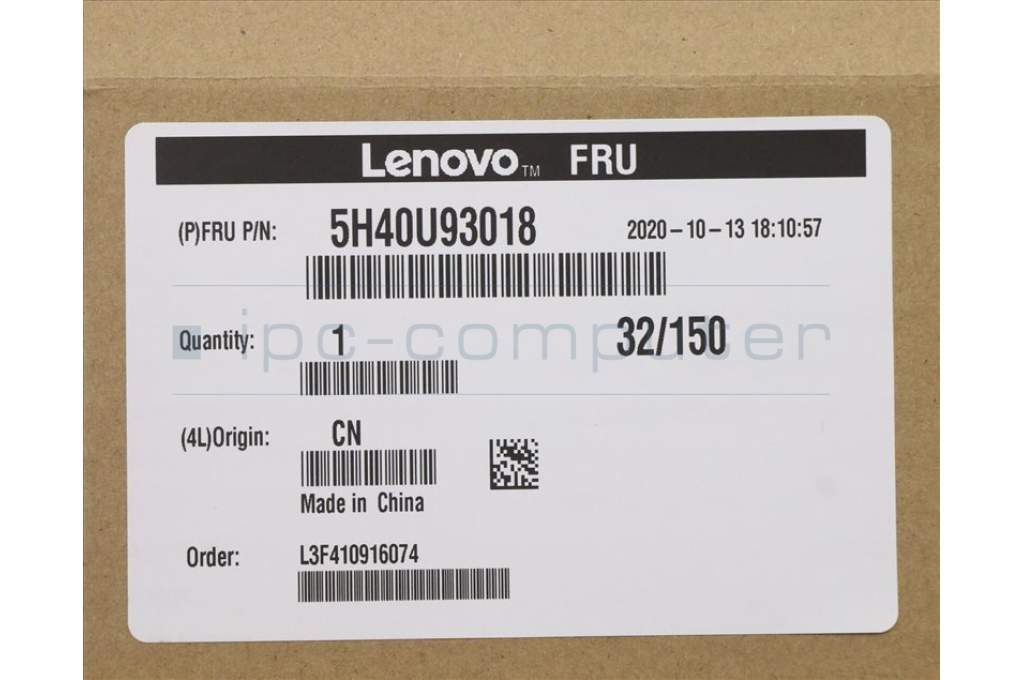 Lenovo™ FRU
(P)FRU P/N: 5H40U93018 2020-10-13 18:10:57
Quantity: 1 32/150
ipc-computer
(4L)Origin: CN
Made in China
Order: L3F410916074